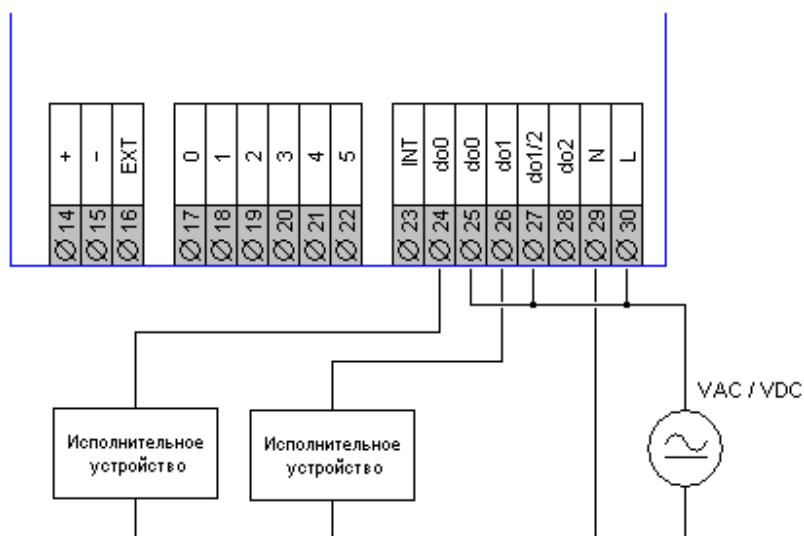 +
–
EXT
0
1
2
3
4
5
INT
do0
do0
do1
do1/2
do2
N
L
14
15
16
17
18
19
20
21
22
23
24
25
26
27
28
29
30
VAC / VDC
Исполнительное
устройство
Исполнительное
устройство